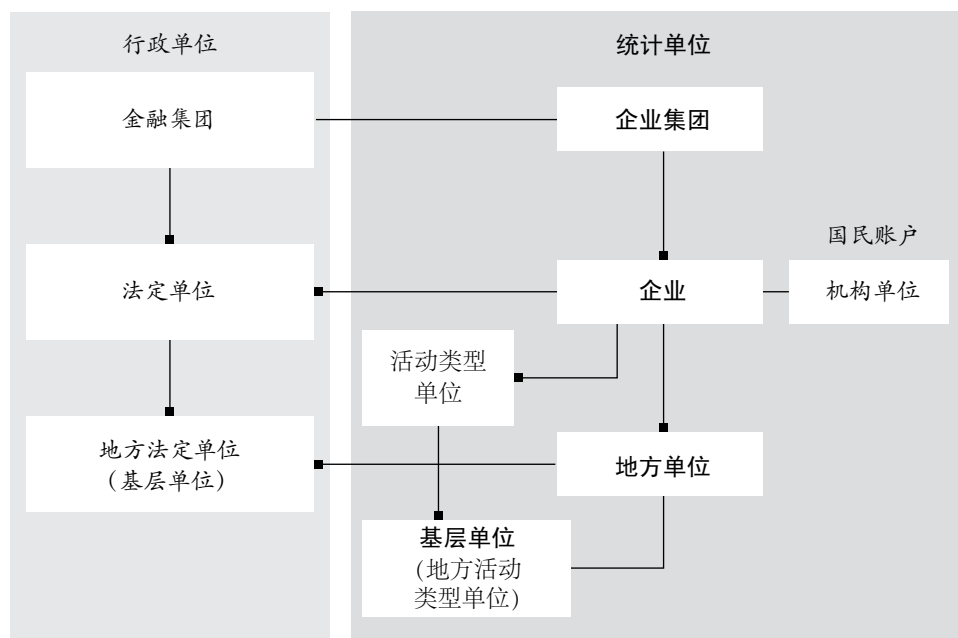 行政单位
统计单位
金融集团
企业集团
国民账户
法定单位
企业
机构单位
活动类型
单位
地方法定单位
（基层单位）
地方单位
基层单位
(地方活动
类型单位)